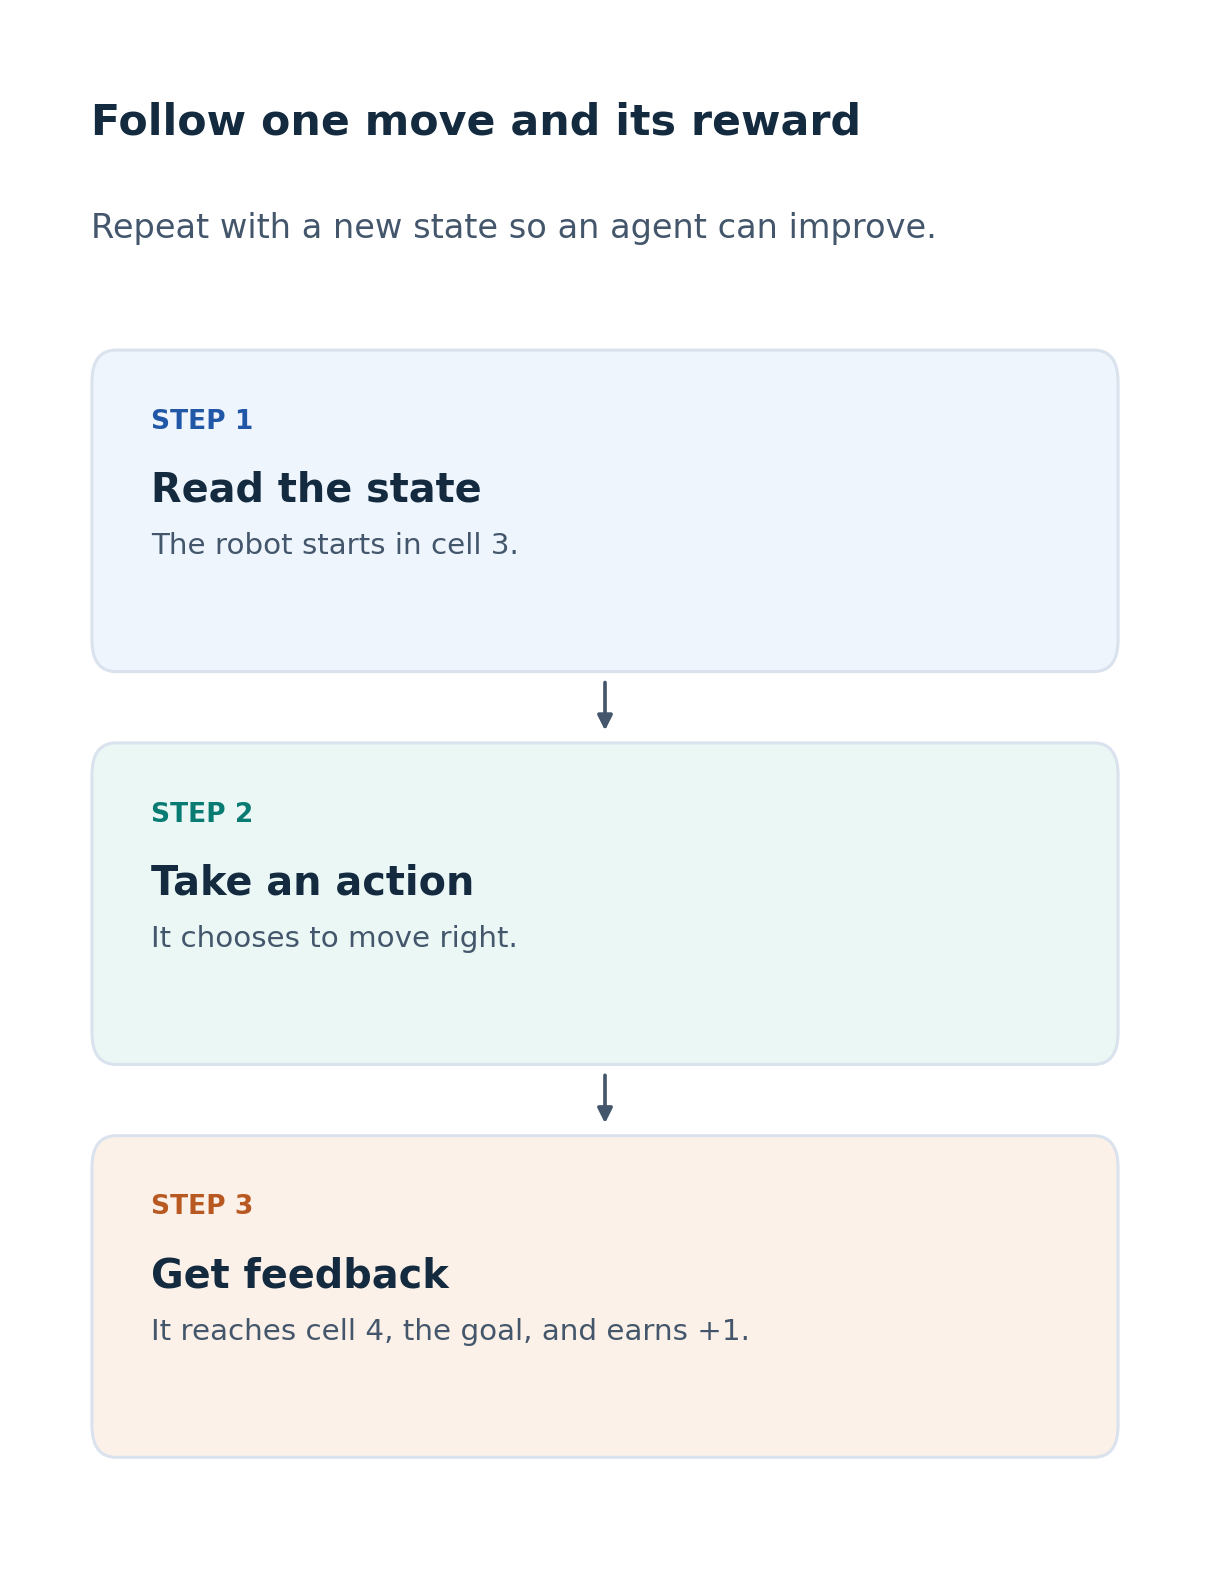 Follow one move and its reward
Repeat with a new state so an agent can improve.
STEP 1
Read the state
The robot starts in cell 3.
STEP 2
Take an action
It chooses to move right.
STEP 3
Get feedback
It reaches cell 4, the goal, and earns +1.